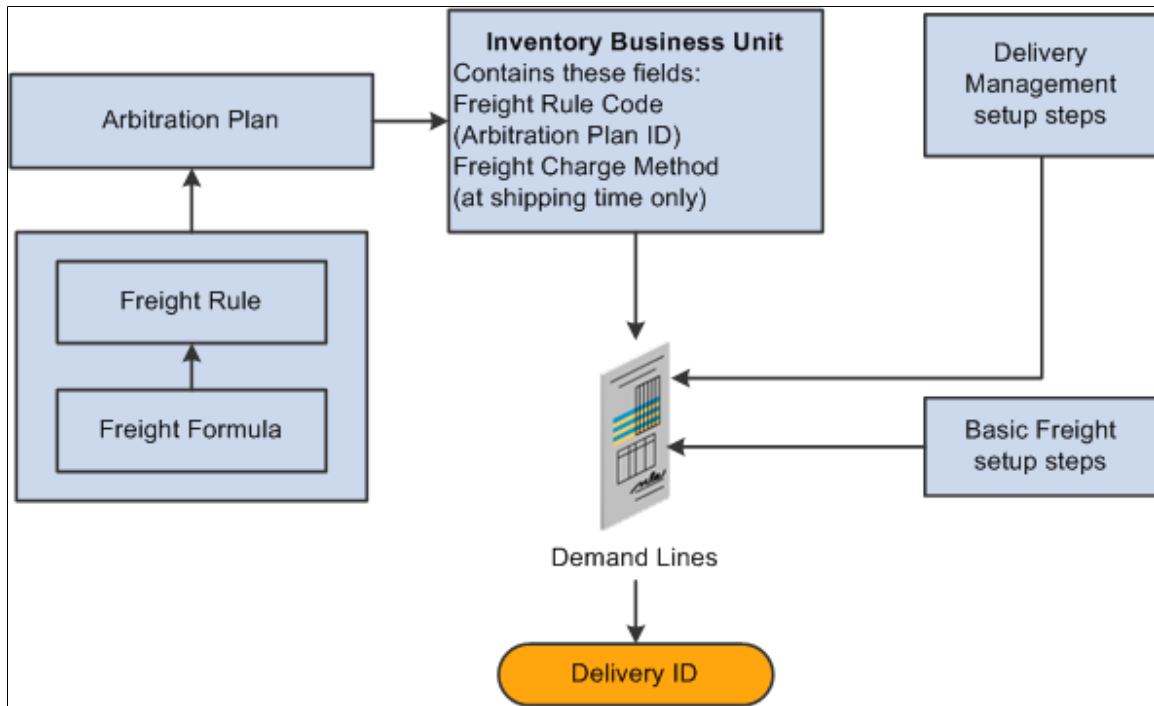 Inventory Business Unit
Contains these fields:
Freight Rule Code
(Arbitration Plan ID)
Freight Charge Method
(at shipping time only)
Delivery
Management
setup steps
Arbitration Plan
Freight Rule
Freight Formula
Basic Freight
setup steps
Demand Lines
Delivery ID